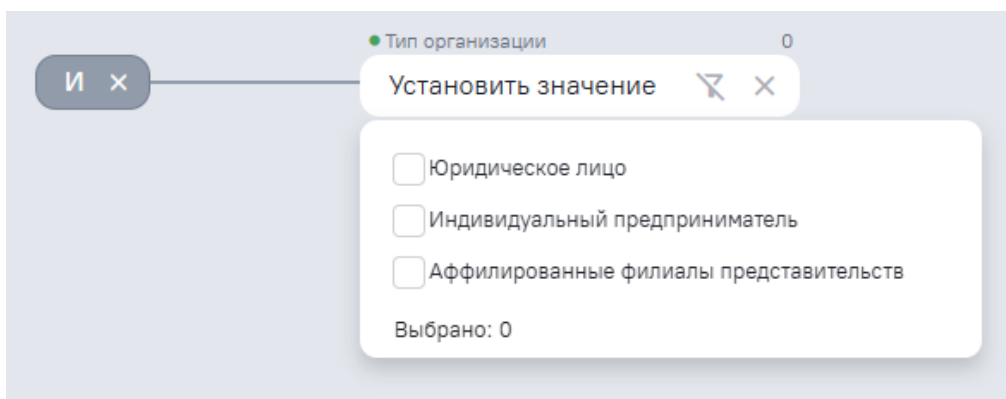 Тип организации 0
И × Установить значение ×
Юридическое лицо
Индивидуальный предприниматель
Аффилированные филиалы представительств
Выбрано: 0